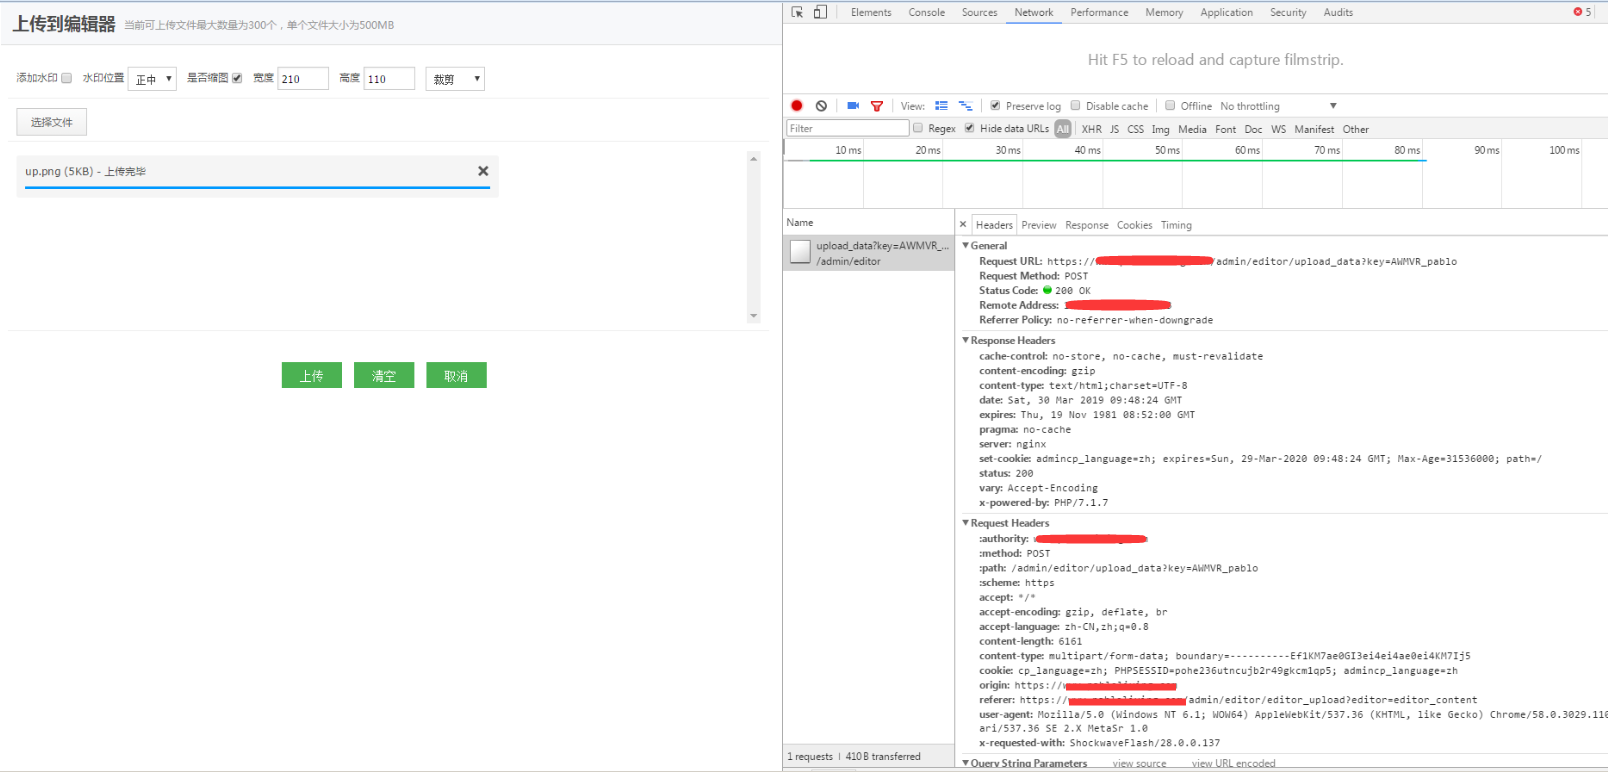 上传到编辑器 当前可上传文件最大数量为300个，单个文件大小为500MB
添加水印 水印位置 正中 是否缩图 宽度 210 高度 110 裁剪
选择文件
up.png (5KB) - 上传完毕
上传 清空 取消
Elements Console Sources Network Performance Memory Application Security Audits 5
Hit F5 to reload and capture filmstrip.
View: Preserve log Disable cache Offline No throttling
Filter Regex Hide data URLs All XHR JS CSS Img Media Font Doc WS Manifest Other
10 ms 20 ms 30 ms 40 ms 50 ms 60 ms 70 ms 80 ms 90 ms 100 ms
Name
upload_data?key=AWMVR_...
/admin/editor
1 requests | 410 B transferred
× Headers Preview Response Cookies Timing
General
Request URL: https:// /admin/editor/upload_data?key=AWMVR_pablo
Request Method: POST
Status Code: 200 OK
Remote Address:
Referrer Policy: no-referrer-when-downgrade
Response Headers
cache-control: no-store, no-cache, must-revalidate
content-encoding: gzip
content-type: text/html;charset=UTF-8
date: Sat, 30 Mar 2019 09:48:24 GMT
expires: Thu, 19 Nov 1981 08:52:00 GMT
pragma: no-cache
server: nginx
set-cookie: admincp_language=zh; expires=Sun, 29-Mar-2020 09:48:24 GMT; Max-Age=31536000; path=/
status: 200
vary: Accept-Encoding
x-powered-by: PHP/7.1.7
Request Headers
:authority:
:method: POST
:path: /admin/editor/upload_data?key=AWMVR_pablo
:scheme: https
accept: */*
accept-encoding: gzip, deflate, br
accept-language: zh-CN,zh;q=0.8
content-length: 6161
content-type: multipart/form-data; boundary=----------Ef1KM7ae0GI3ei4ei4ae0ei4KM7Ij5
cookie: cp_language=zh; PHPSESSID=pohe236utncujb2r49gkcm1qp5; admincp_language=zh
origin: https://
referer: https:// /admin/editor/editor_upload?editor=editor_content
user-agent: Mozilla/5.0 (Windows NT 6.1; WOW64) AppleWebKit/537.36 (KHTML, like Gecko) Chrome/58.0.3029.110
ari/537.36 SE 2.X MetaSr 1.0
x-requested-with: ShockwaveFlash/28.0.0.137
Query String Parameters view source view URL encoded